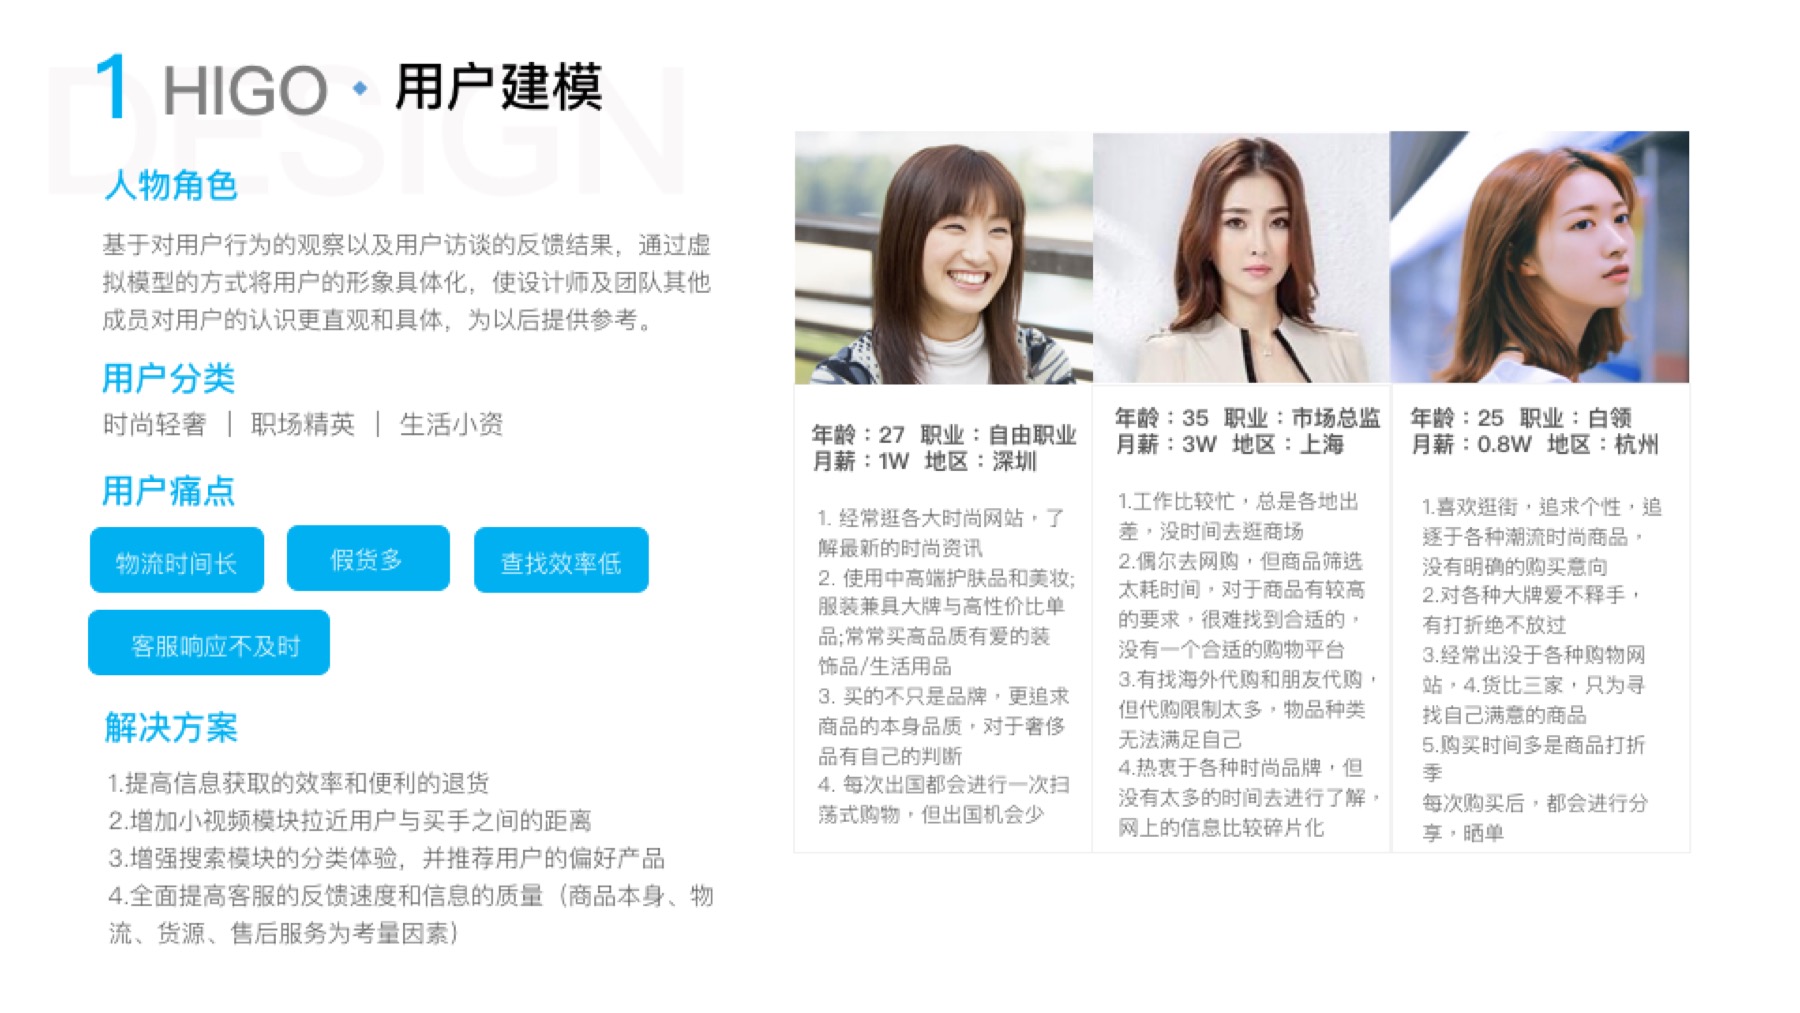 DESIGN
1 HIGO · 用户建模
人物角色
基于对用户行为的观察以及用户访谈的反馈结果，通过虚
拟模型的方式将用户的形象具体化，使设计师及团队其他
成员对用户的认识更直观和具体，为以后提供参考。
用户分类
时尚轻奢 | 职场精英 | 生活小资
用户痛点
物流时间长
假货多
查找效率低
客服响应不及时
解决方案
1.提高信息获取的效率和便利的退货
2.增加小视频模块拉近用户与买手之间的距离
3.增强搜索模块的分类体验，并推荐用户的偏好产品
4.全面提高客服的反馈速度和信息的质量（商品本身、物
流、货源、售后服务为考量因素）
年龄：27 职业：自由职业
月薪：1W 地区：深圳
1. 经常逛各大时尚网站，了
解最新的时尚资讯
2. 使用中高端护肤品和美妆;
服装兼具大牌与高性价比单
品;常常买高品质有爱的装
饰品/生活用品
3. 买的不只是品牌，更追求
商品的本身品质，对于奢侈
品有自己的判断
4. 每次出国都会进行一次扫
荡式购物，但出国机会少
年龄：35 职业：市场总监
月薪：3W 地区：上海
1.工作比较忙，总是各地出
差，没时间去逛商场
2.偶尔去网购，但商品筛选
太耗时间，对于商品有较高
的要求，很难找到合适的，
没有一个合适的购物平台
3.有找海外代购和朋友代购，
但代购限制太多，物品种类
无法满足自己
4.热衷于各种时尚品牌，但
没有太多的时间去进行了解，
网上的信息比较碎片化
年龄：25 职业：白领
月薪：0.8W 地区：杭州
1.喜欢逛街，追求个性，追
逐于各种潮流时尚商品，
没有明确的购买意向
2.对各种大牌爱不释手，
有打折绝不放过
3.经常出没于各种购物网
站，4.货比三家，只为寻
找自己满意的商品
5.购买时间多是商品打折
季
每次购买后，都会进行分
享，晒单